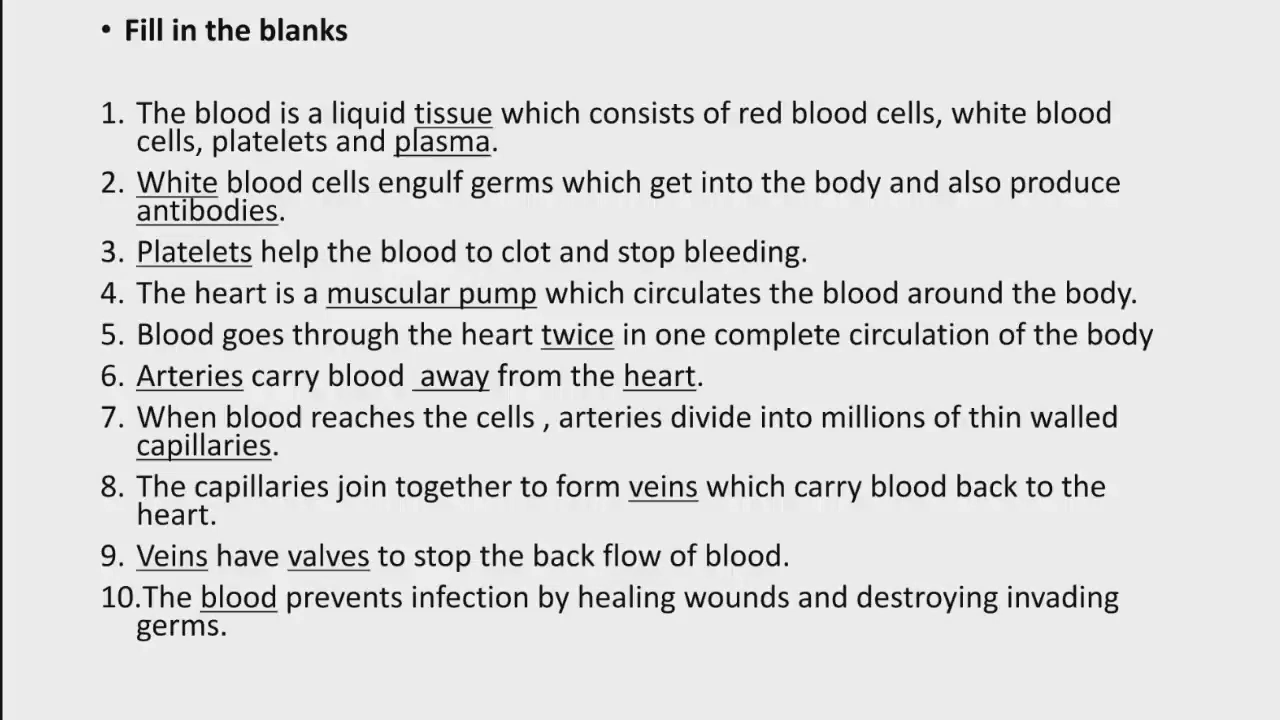 • Fill in the blanks
1. The blood is a liquid tissue which consists of red blood cells, white blood
cells, platelets and plasma.
2. White blood cells engulf germs which get into the body and also produce
antibodies.
3. Platelets help the blood to clot and stop bleeding.
4. The heart is a muscular pump which circulates the blood around the body.
5. Blood goes through the heart twice in one complete circulation of the body
6. Arteries carry blood  away from the heart.
7. When blood reaches the cells , arteries divide into millions of thin walled
capillaries.
8. The capillaries join together to form veins which carry blood back to the
heart.
9. Veins have valves to stop the back flow of blood.
10.The blood prevents infection by healing wounds and destroying invading
germs.